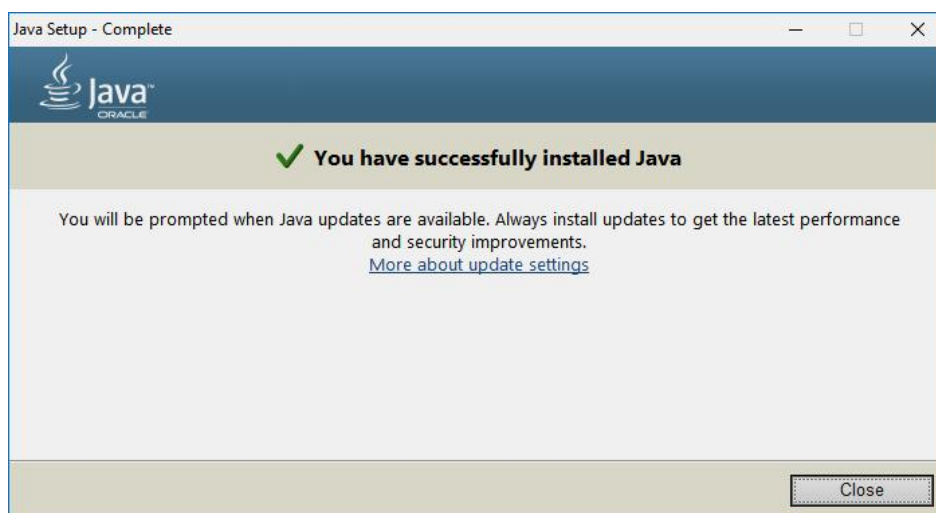 Java Setup - Complete
Java™
ORACLE
You have successfully installed Java
You will be prompted when Java updates are available. Always install updates to get the latest performance
and security improvements.
More about update settings
Close